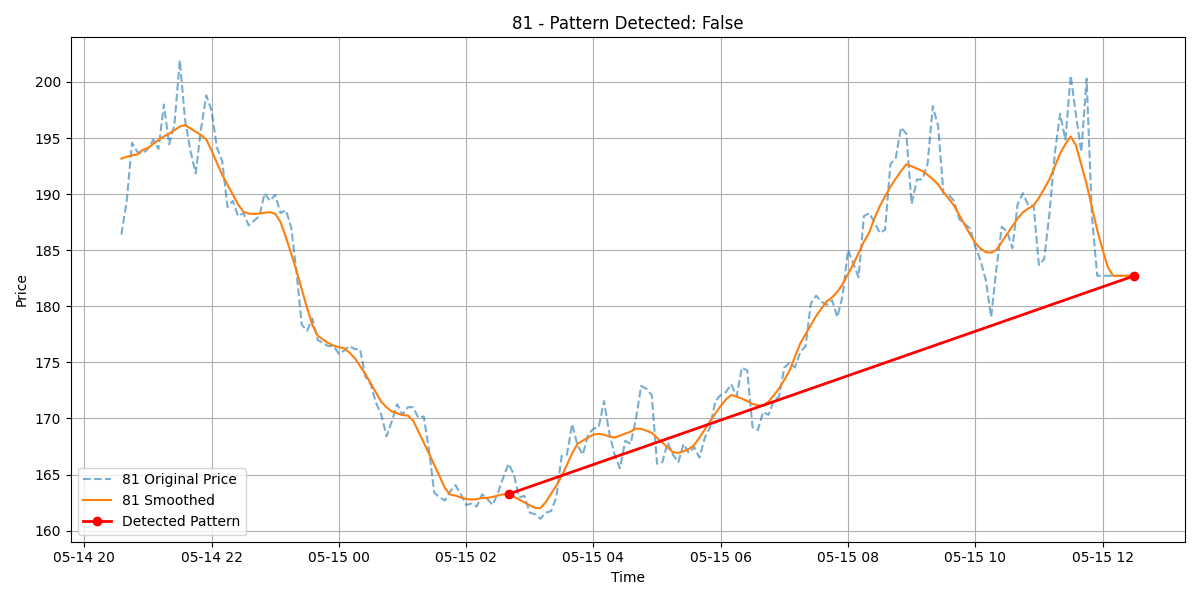 81 - Pattern Detected: False
Price
200
195
190
185
180
175
170
165
160
81 Original Price
81 Smoothed
Detected Pattern
05-14 20 05-14 22 05-15 00 05-15 02 05-15 04 05-15 06 05-15 08 05-15 10 05-15 12
Time